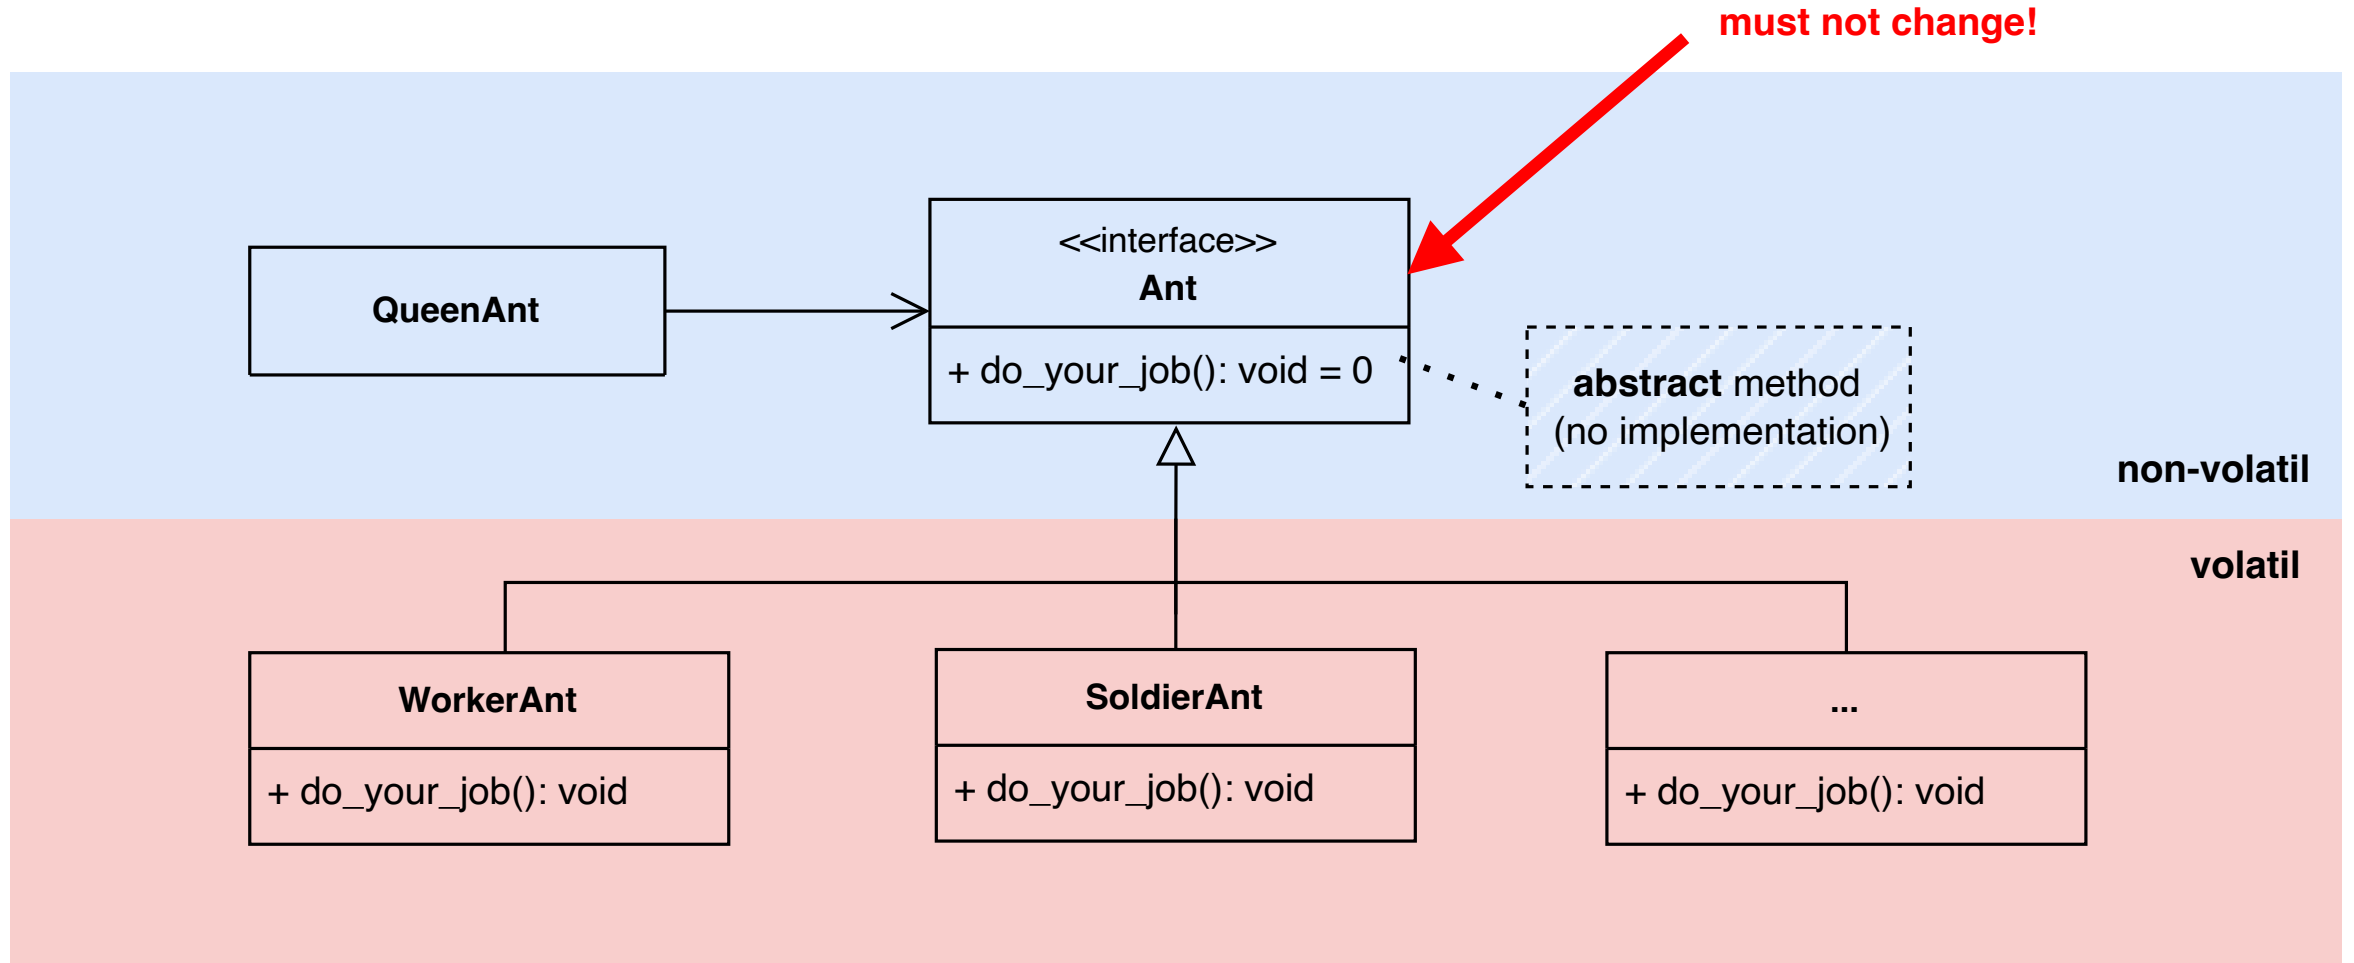 must not change!
<<interface>>
Ant
QueenAnt
+ do_your_job(): void = 0
abstract method
(no implementation)
non-volatil
volatil
WorkerAnt
+ do_your_job(): void
SoldierAnt
+ do_your_job(): void
...
+ do_your_job(): void